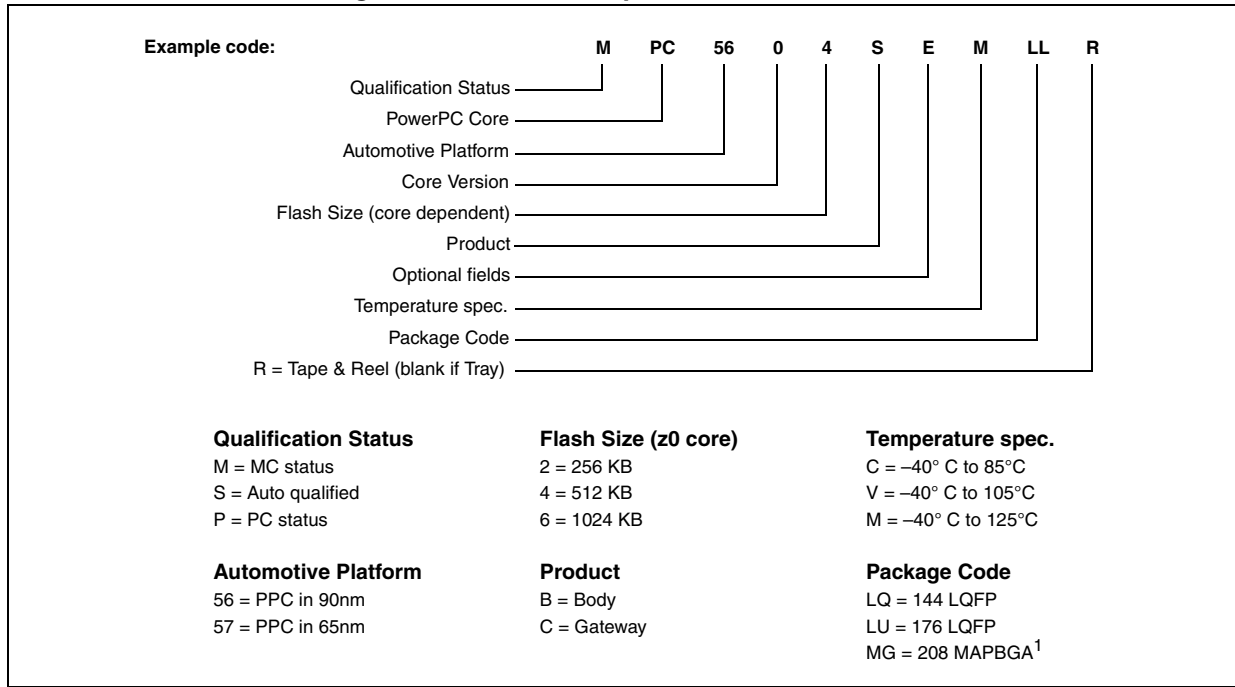 Example code: M PC 56 0 4 S E M LL R
Qualification Status
PowerPC Core
Automotive Platform
Core Version
Flash Size (core dependent)
Product
Optional fields
Temperature spec.
Package Code
R = Tape & Reel (blank if Tray)
Qualification Status
M = MC status
S = Auto qualified
P = PC status
Flash Size (z0 core)
2 = 256 KB
4 = 512 KB
6 = 1024 KB
Temperature spec.
C = –40° C to 85°C
V = –40° C to 105°C
M = –40° C to 125°C
Automotive Platform
56 = PPC in 90nm
57 = PPC in 65nm
Product
B = Body
C = Gateway
Package Code
LQ = 144 LQFP
LU = 176 LQFP
MG = 208 MAPBGA1